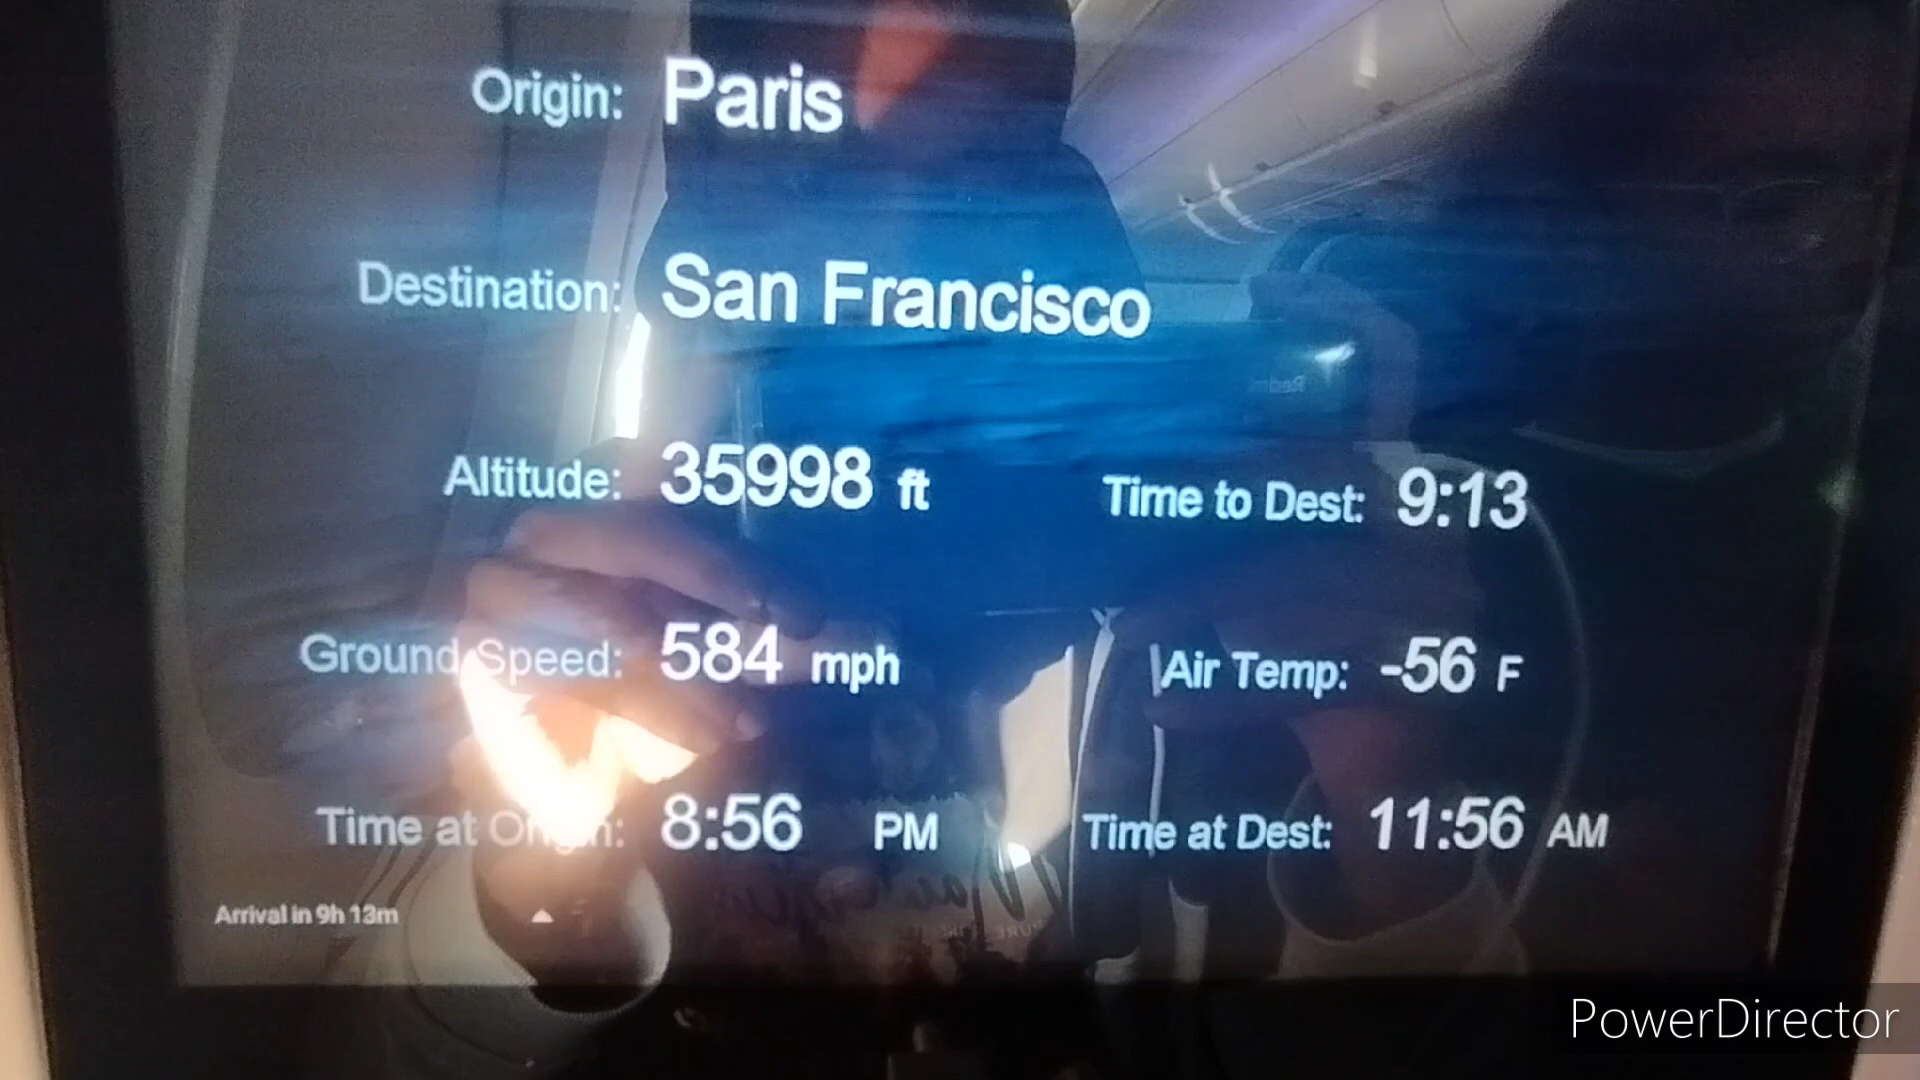 Origin: Paris
Destination: San Francisco
Altitude: 35998 ft Time to Dest: 9:13
Ground Speed: 584 mph Air Temp: -56 F
Time at Origin: 8:56 PM Time at Dest: 11:56 AM
Arrival in 9h 13m
PowerDirector